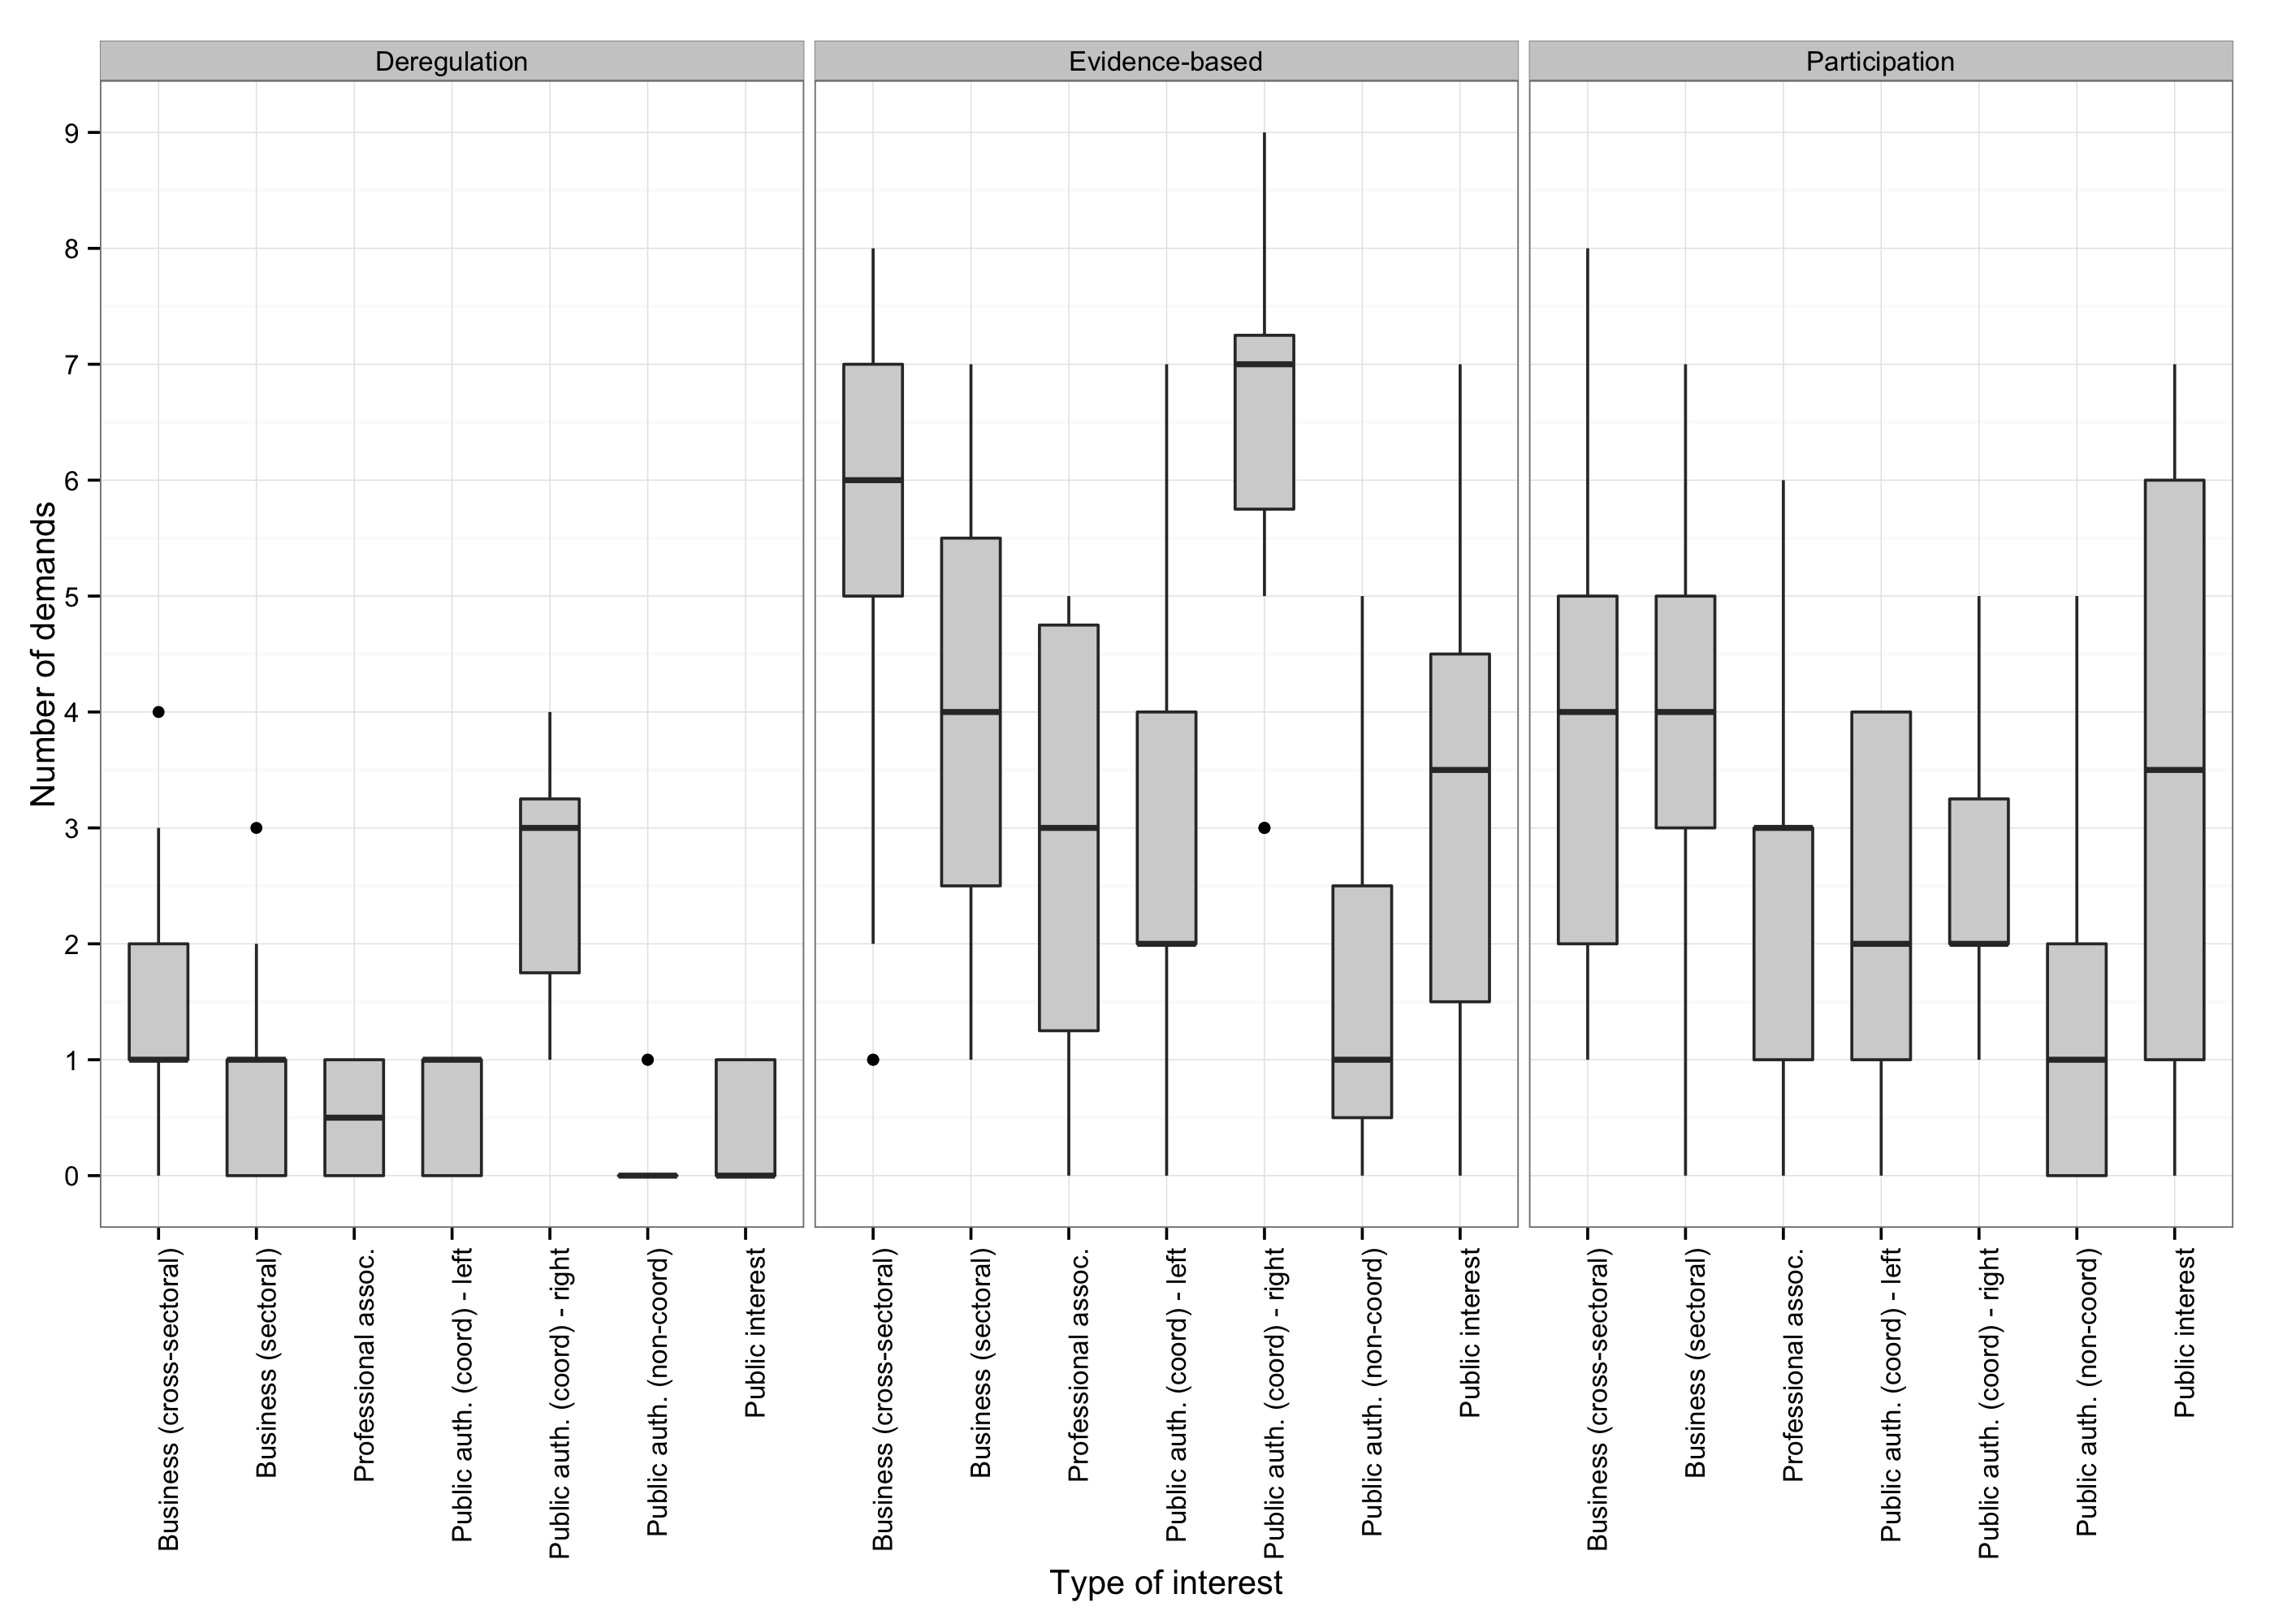 Deregulation
Evidence-based
Participation
Number of demands
9
8
7
6
5
4
3
2
1
0
Business (cross-sectoral)
Business (sectoral)
Professional assoc.
Public auth. (coord) - left
Public auth. (coord) - right
Public auth. (non-coord)
Public interest
Business (cross-sectoral)
Business (sectoral)
Professional assoc.
Public auth. (coord) - left
Public auth. (coord) - right
Public auth. (non-coord)
Public interest
Business (cross-sectoral)
Business (sectoral)
Professional assoc.
Public auth. (coord) - left
Public auth. (coord) - right
Public auth. (non-coord)
Public interest
Type of interest